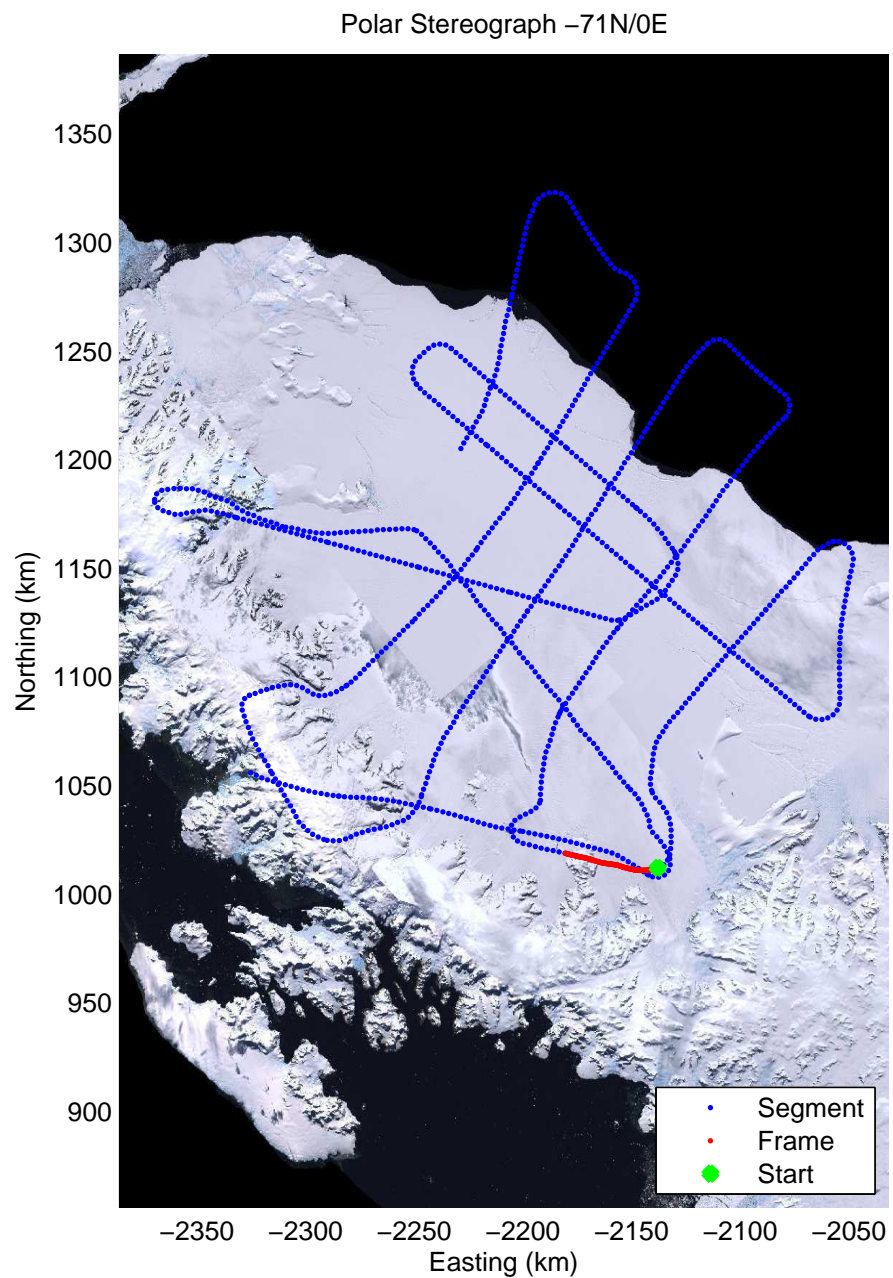 Polar Stereograph −71N/0E
1350
1300
1250
1200
1150
1100
1050
1000
950
900
Northing (km)
Segment
Frame
Start
−2350 −2300 −2250 −2200 −2150 −2100 −2050
Easting (km)